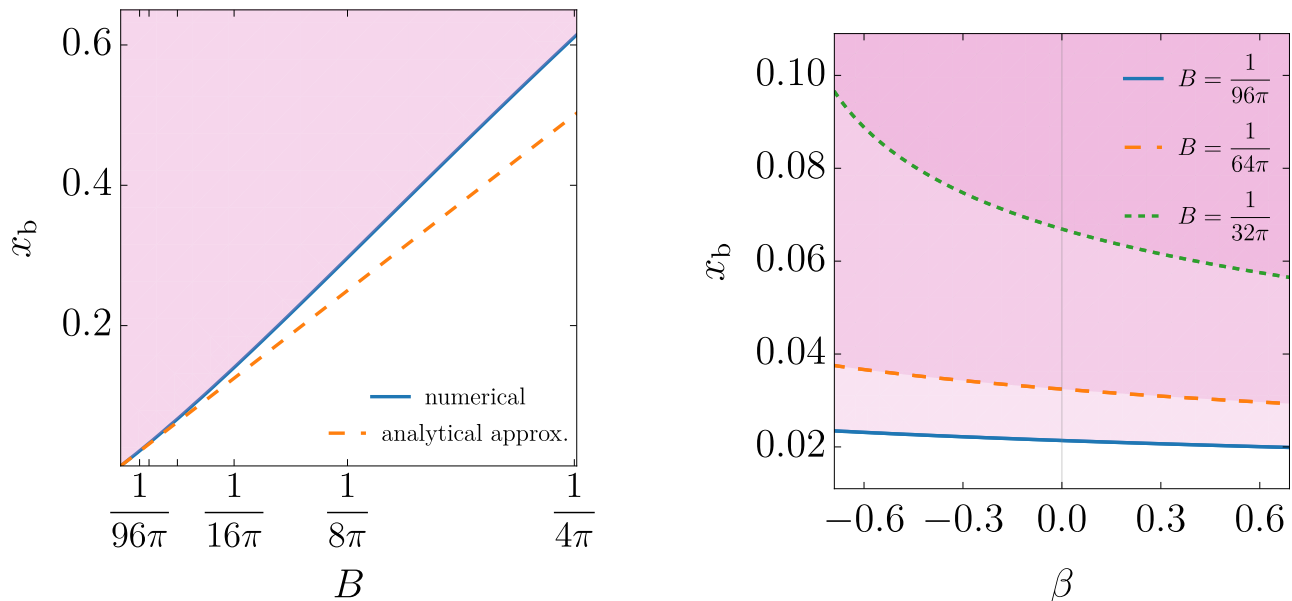 0.6
0.4
0.2
x_b
numerical
analytical approx.
1/96π 1/16π 1/8π 1/4π
B
0.10
0.08
0.06
0.04
0.02
x_b
B = 1/96π
B = 1/64π
B = 1/32π
−0.6 −0.3 0.0 0.3 0.6
β